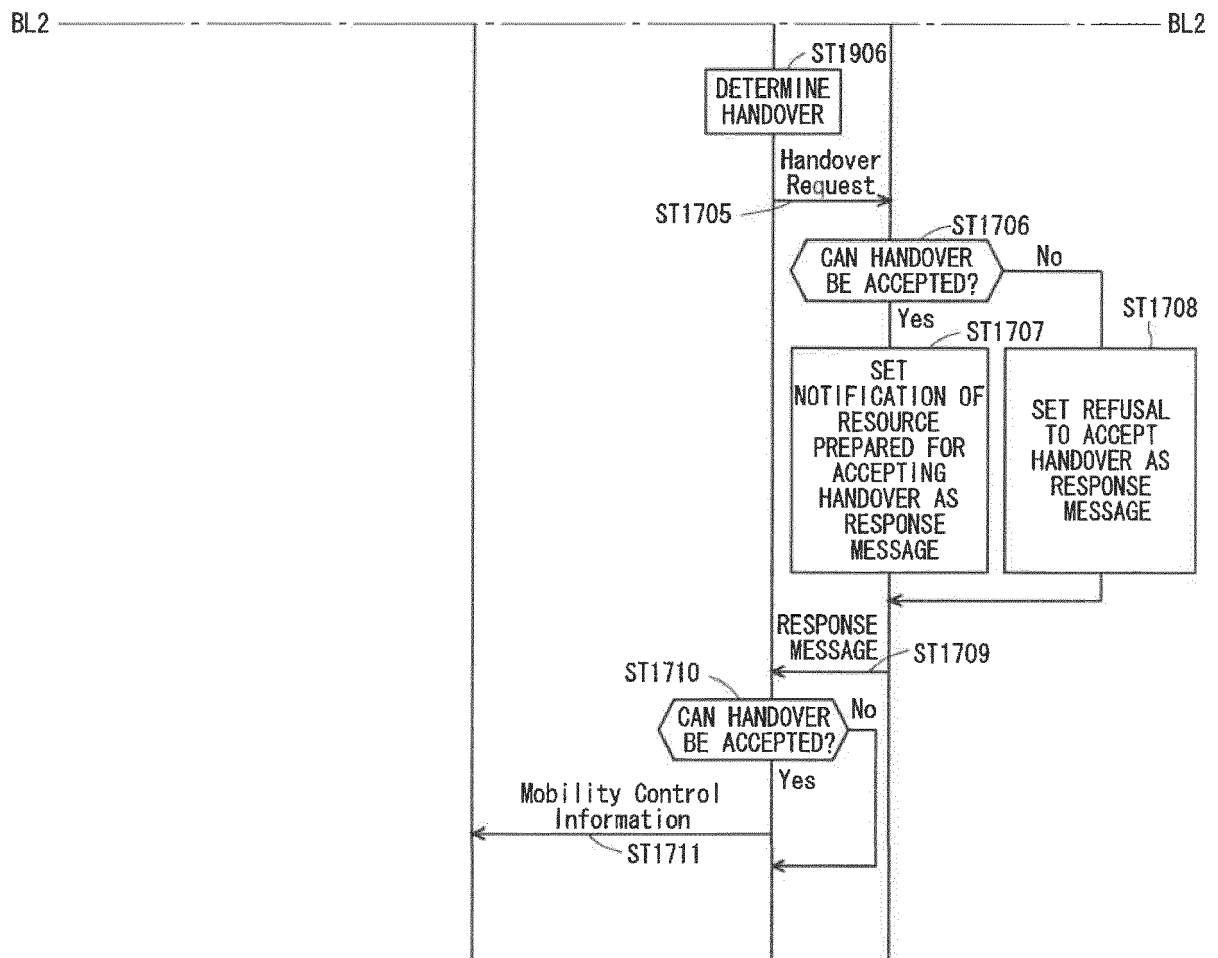 BL2 BL2
ST1906
DETERMINE
HANDOVER
Handover
Request
ST1705
ST1706
CAN HANDOVER
BE ACCEPTED?
No
Yes
ST1707
ST1708
SET
NOTIFICATION OF
RESOURCE
PREPARED FOR
ACCEPTING
HANDOVER AS
RESPONSE
MESSAGE
SET REFUSAL
TO ACCEPT
HANDOVER AS
RESPONSE
MESSAGE
RESPONSE
MESSAGE
ST1709
ST1710
CAN HANDOVER
BE ACCEPTED?
No
Yes
Mobility Control
Information
ST1711